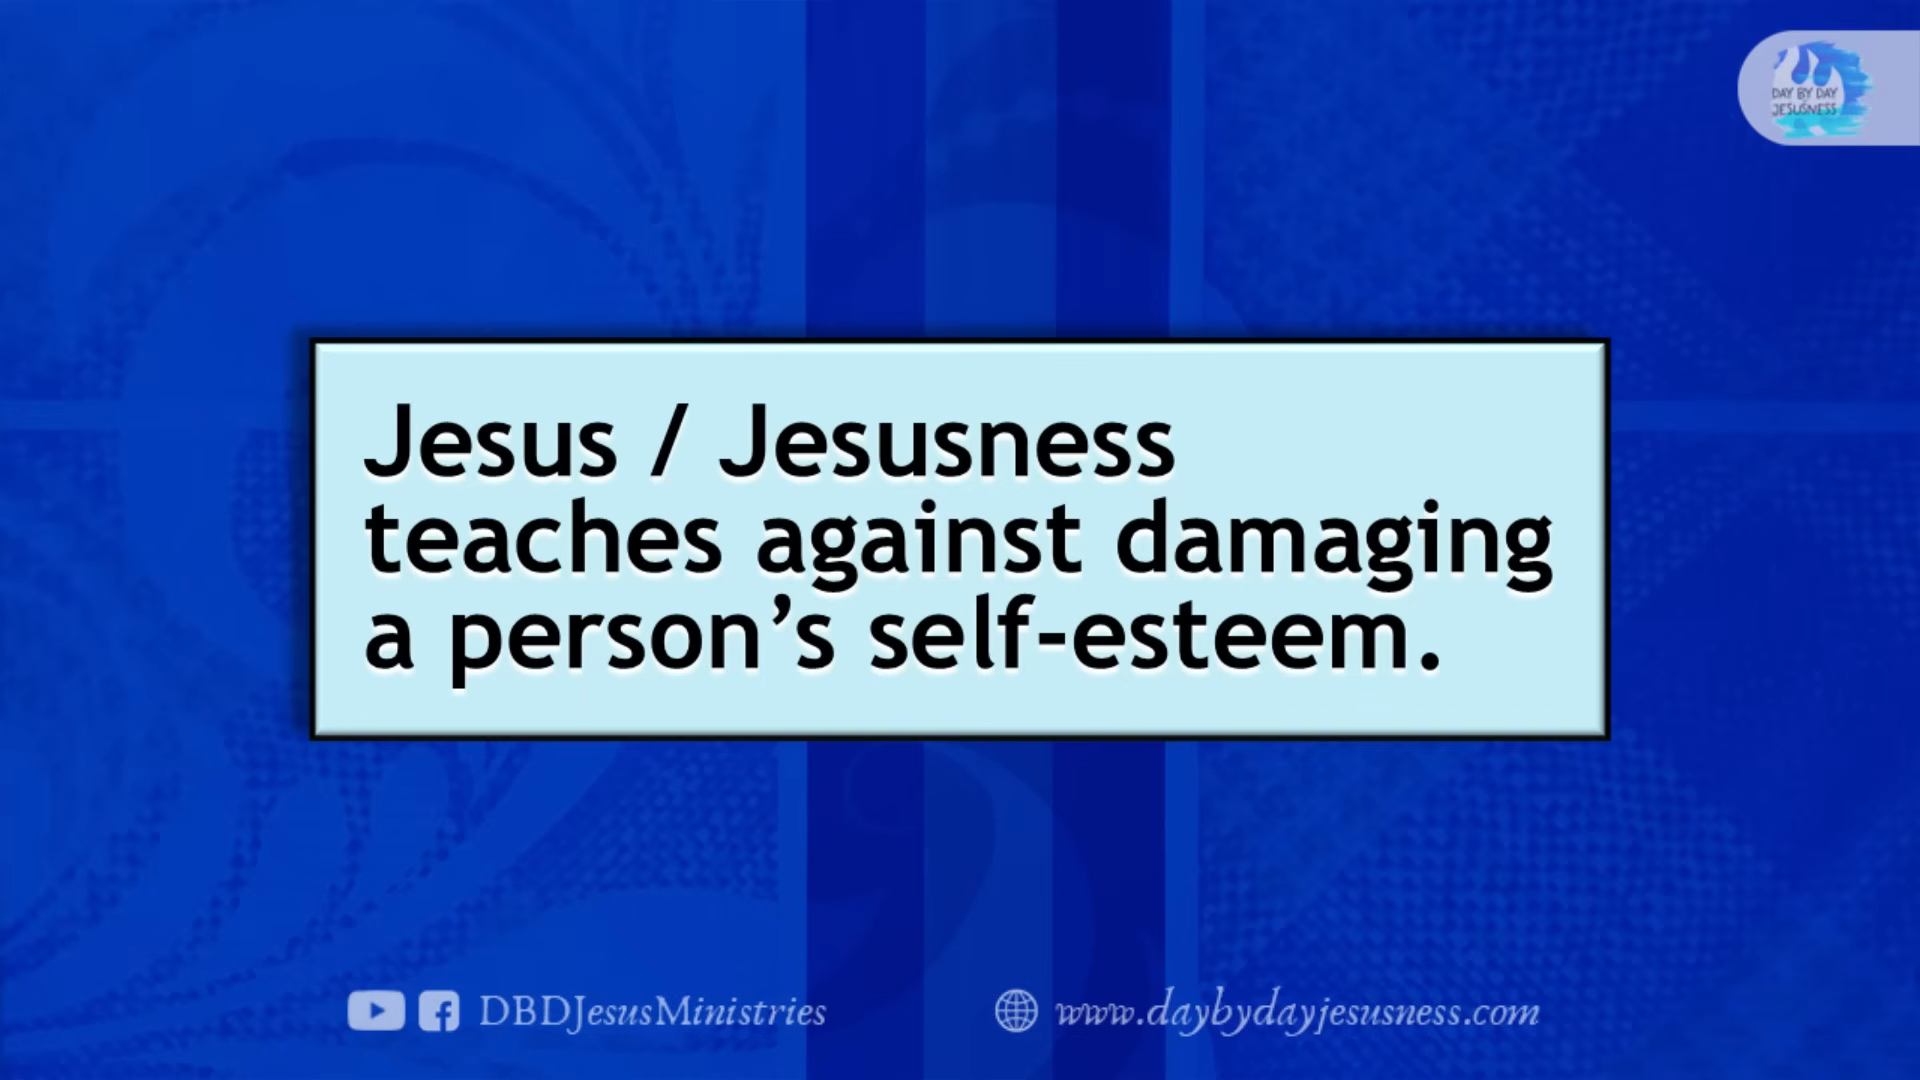 DAY BY DAY
JESUSNESS
Jesus / Jesusness
teaches against damaging
a person’s self-esteem.
DBDJesusMinistries
www.daybydayjesusness.com